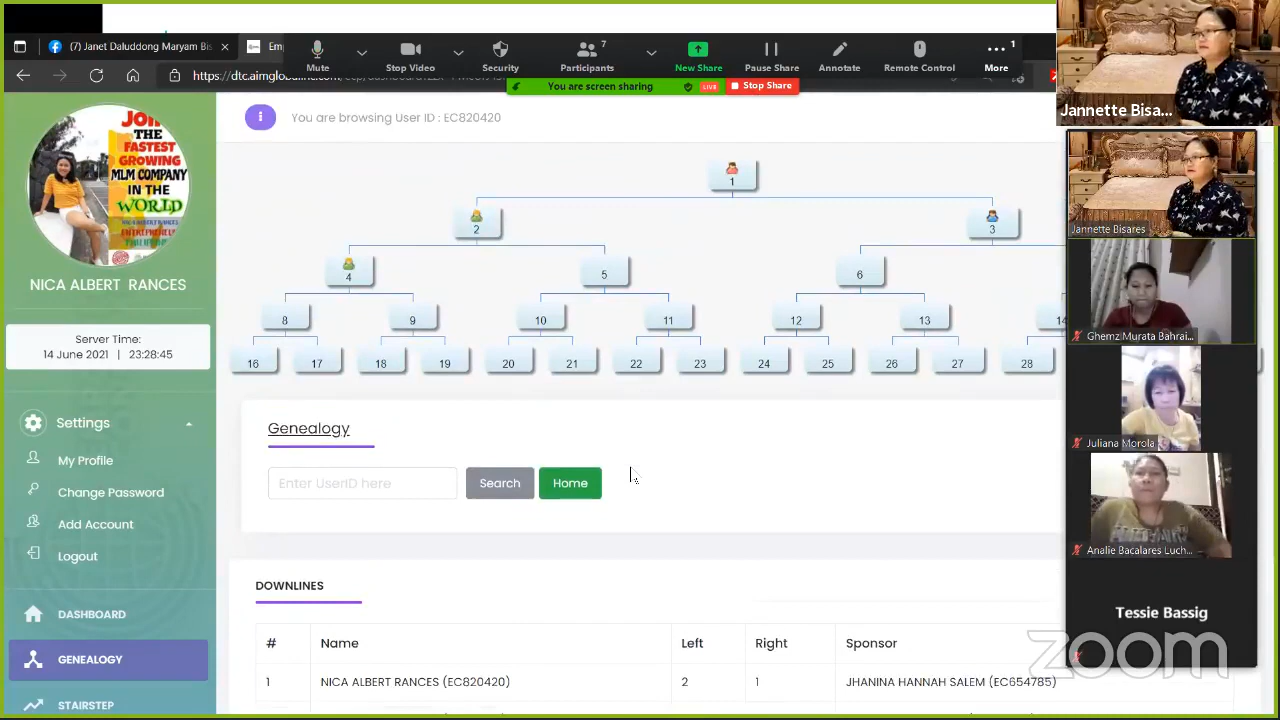 (7) Janet Daluddong Maryam Bis
Em
Mute
Stop Video
Security
Participants
7
New Share
Pause Share
Annotate
Remote Control
More
1
You are screen sharing
LIVE
Stop Share
You are browsing User ID : EC820420
JOIN
THE
FASTEST
GROWING
MLM COMPANY
IN THE
WORLD
NICA ALBERT RANCES
Server Time:
14 June 2021 | 23:28:45
Settings
My Profile
Change Password
Add Account
Logout
DASHBOARD
GENEALOGY
STAIRSTEP
1
2
3
4
5
6
8
9
10
11
12
13
14
16
17
18
19
20
21
22
23
24
25
26
27
28
Genealogy
Enter UserID here
Search
Home
DOWNLINES
# Name Left Right Sponsor
1 NICA ALBERT RANCES (EC820420) 2 1 JHANINA HANNAH SALEM (EC654785)
Jannette Bisa...
Jannette Bisares
Ghemz Murata Bahrai...
Juliana Morola
Analie Bacalares Luch...
Tessie Bassig
zoom